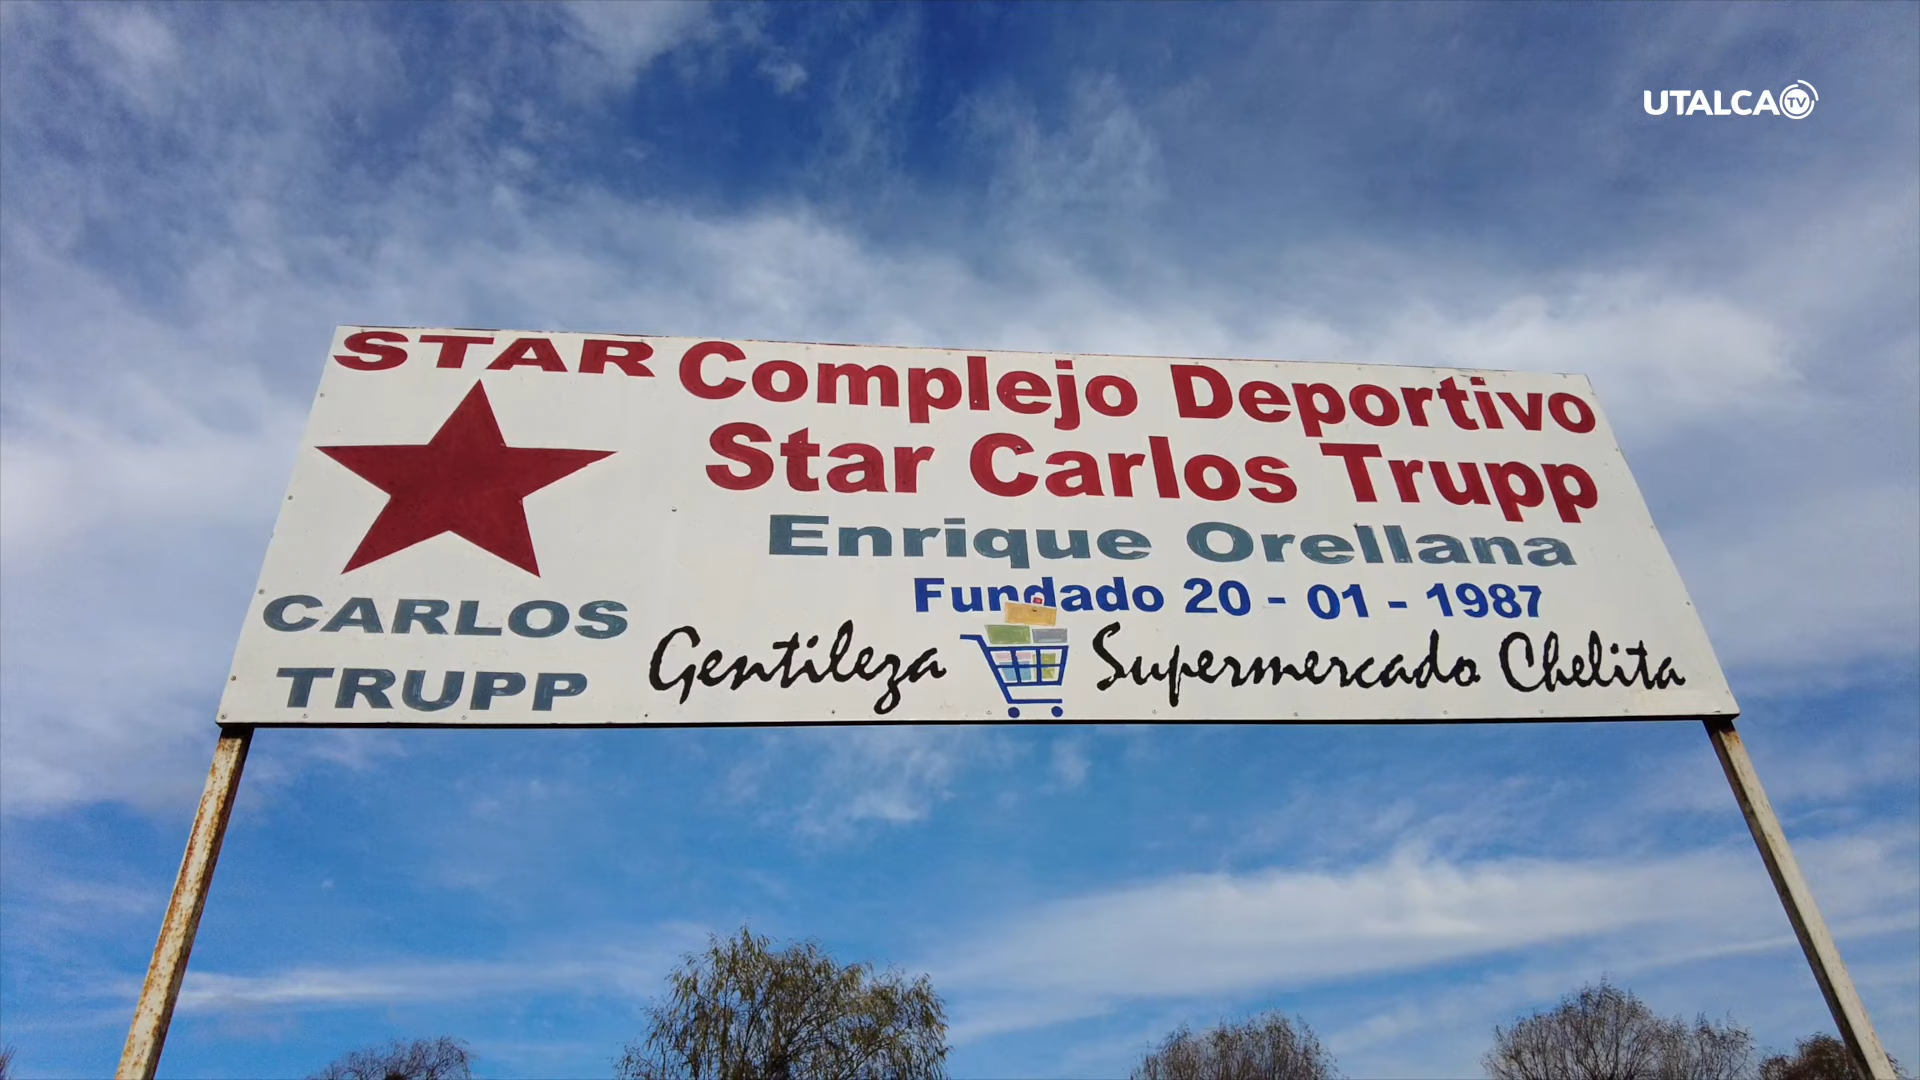 UTALCA TV
STAR
CARLOS
TRUPP
Complejo Deportivo
Star Carlos Trupp
Enrique Orellana
Fundado 20 - 01 - 1987
Gentileza Supermercado Chelita